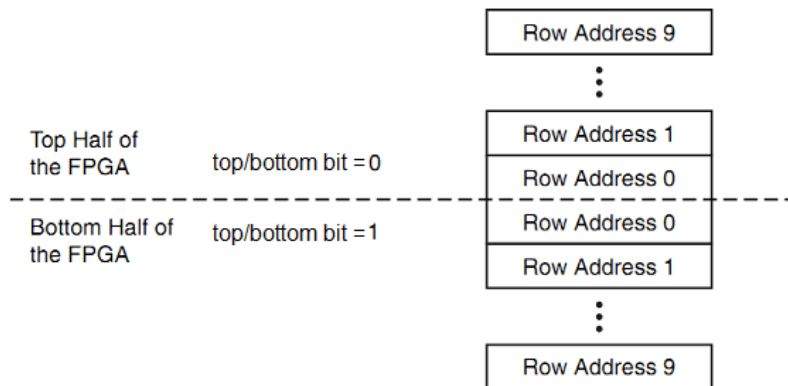 Row Address 9
Top Half of
the FPGA
top/bottom bit = 0
Row Address 1
Row Address 0
Bottom Half of
the FPGA
top/bottom bit = 1
Row Address 0
Row Address 1
Row Address 9